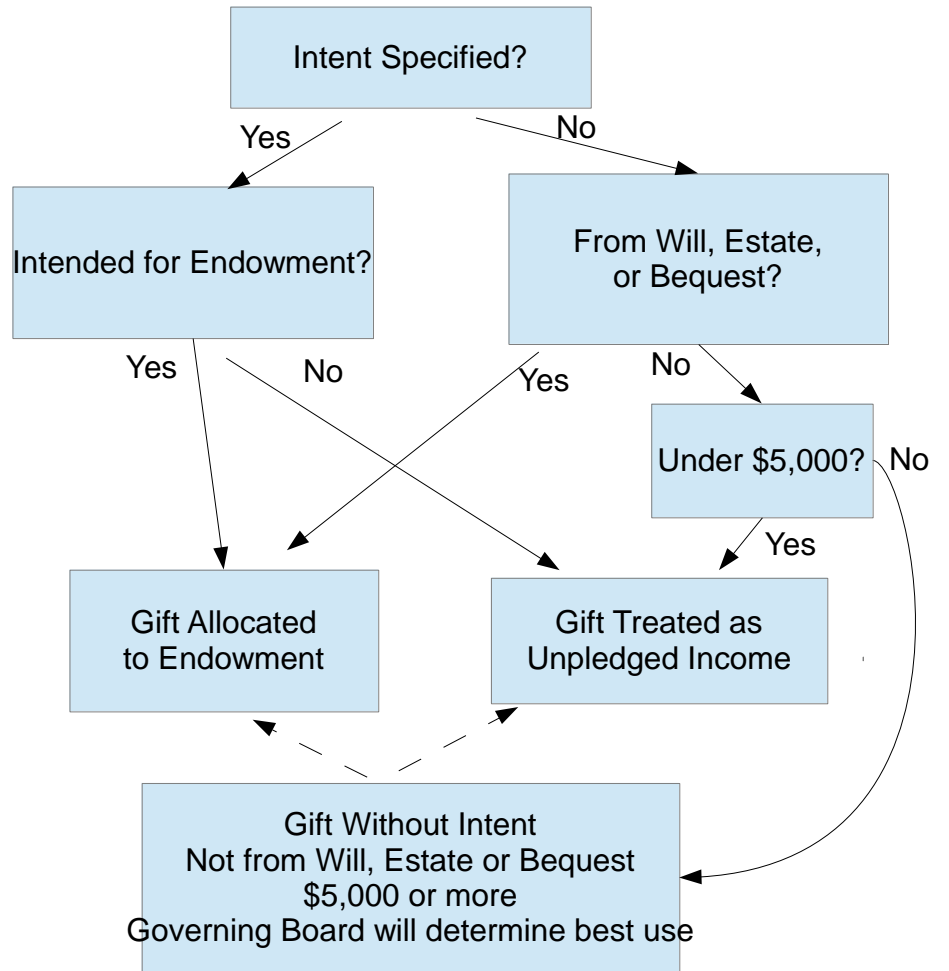 Intent Specified?
Yes
No
Intended for Endowment?
From Will, Estate,
or Bequest?
Yes
No
Yes
No
Under $5,000?
No
Yes
Gift Allocated
to Endowment
Gift Treated as
Unpledged Income
Gift Without Intent
Not from Will, Estate or Bequest
$5,000 or more
Governing Board will determine best use